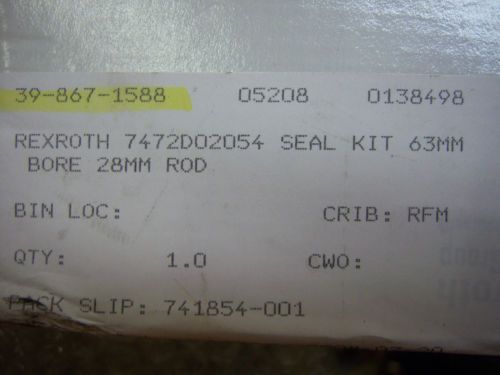 39-867-1588 05208 0138498
REXROTH 7472D02054 SEAL KIT 63MM
BORE 28MM ROD
BIN LOC: CRIB: RFM
QTY: 1.0 CWO:
PACK SLIP: 741854-001